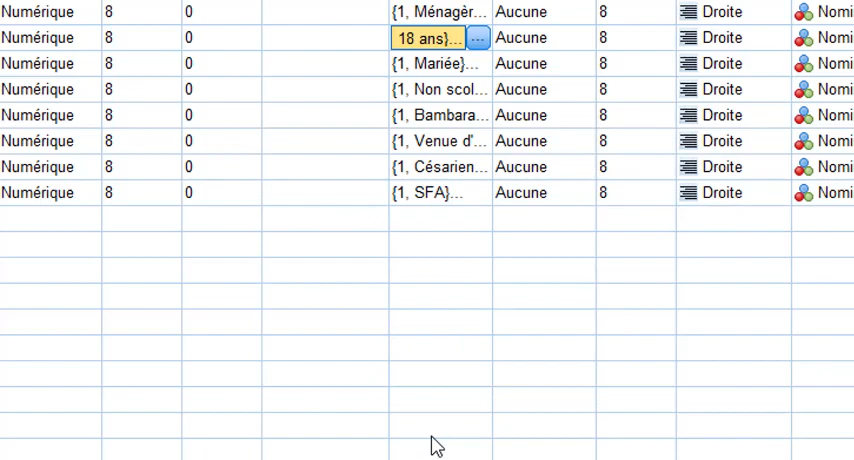 Numérique 8 0 {1, Ménagèr... Aucune 8 Droite Nomi
Numérique 8 0 18 ans}... ... Aucune 8 Droite Nomi
Numérique 8 0 {1, Mariée}... Aucune 8 Droite Nomi
Numérique 8 0 {1, Non scol... Aucune 8 Droite Nomi
Numérique 8 0 {1, Bambara... Aucune 8 Droite Nomi
Numérique 8 0 {1, Venue d'... Aucune 8 Droite Nomi
Numérique 8 0 {1, Césarien... Aucune 8 Droite Nomi
Numérique 8 0 {1, SFA}... Aucune 8 Droite Nomi